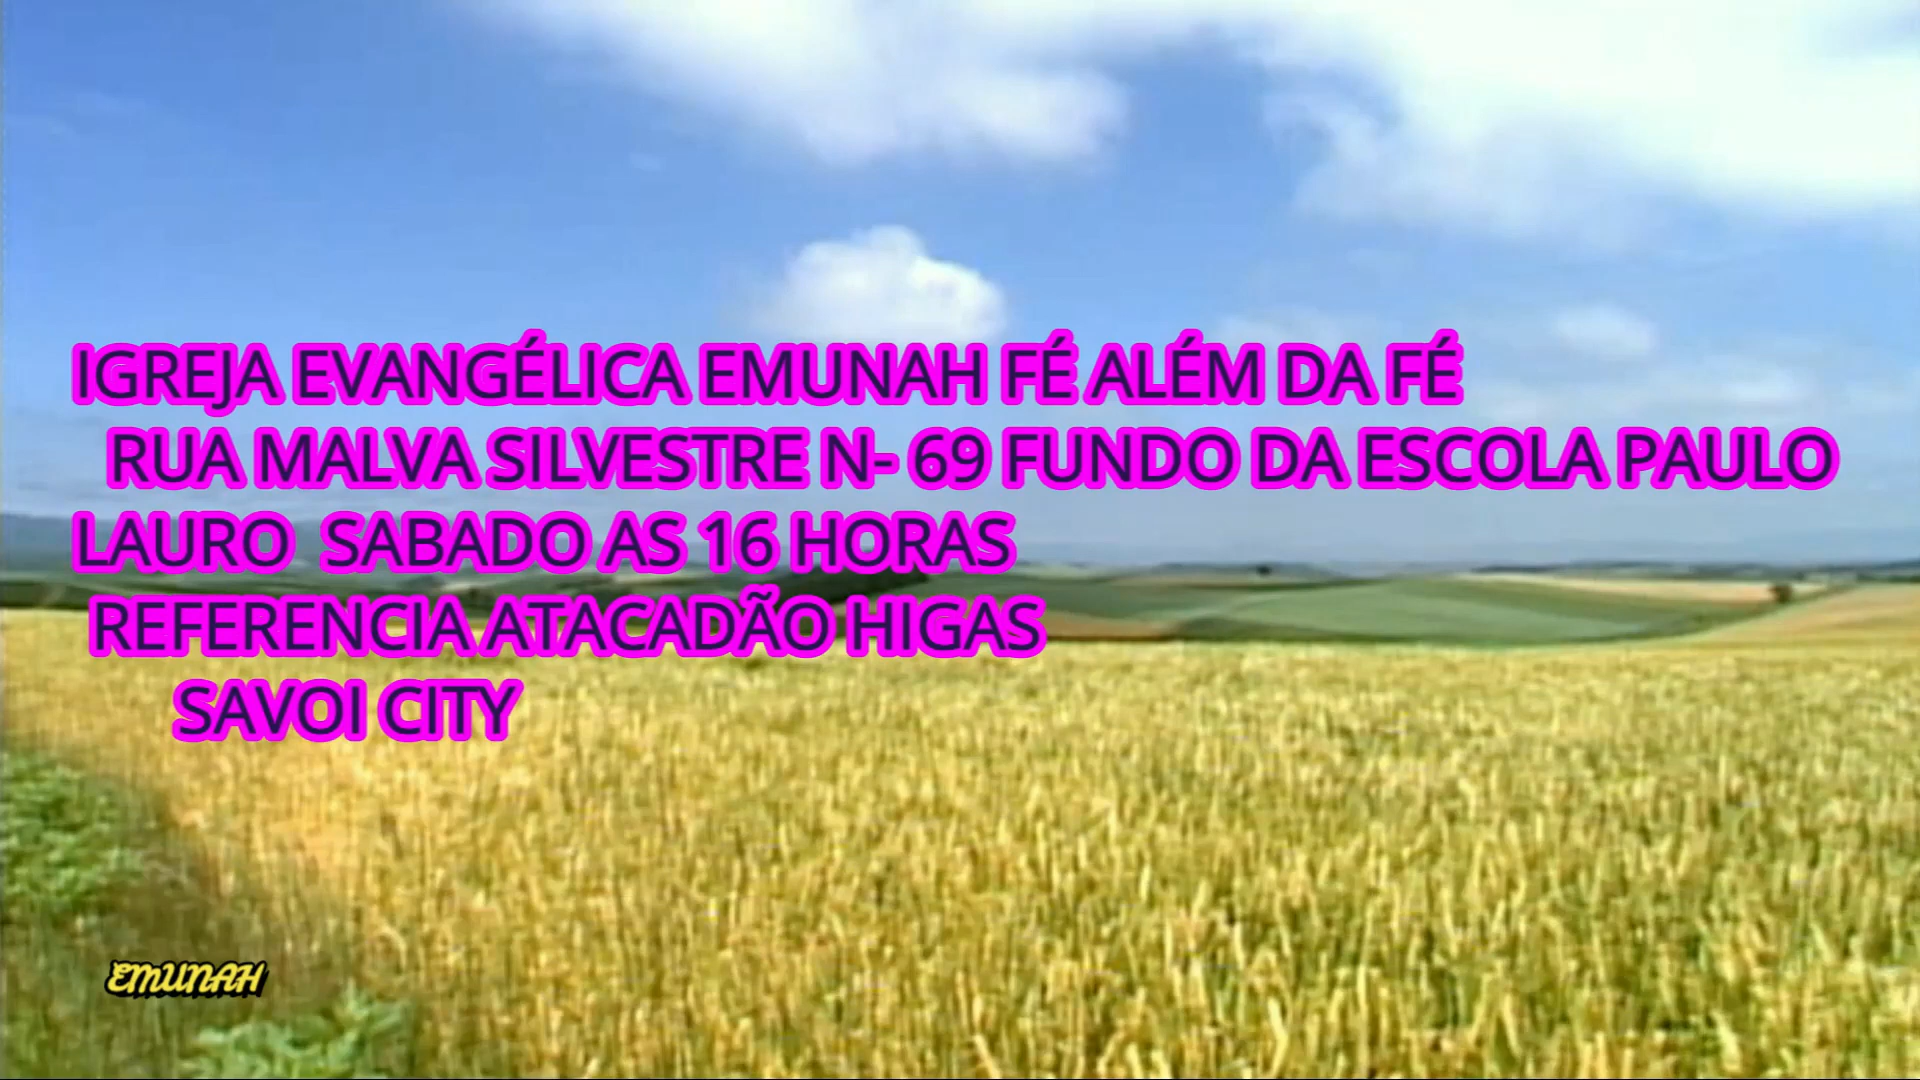 IGREJA EVANGÉLICA EMUNAH FÉ ALÉM DA FÉ
RUA MALVA SILVESTRE N- 69 FUNDO DA ESCOLA PAULO
LAURO SABADO AS 16 HORAS
REFERENCIA ATACADÃO HIGAS
SAVOI CITY
EMUNAH